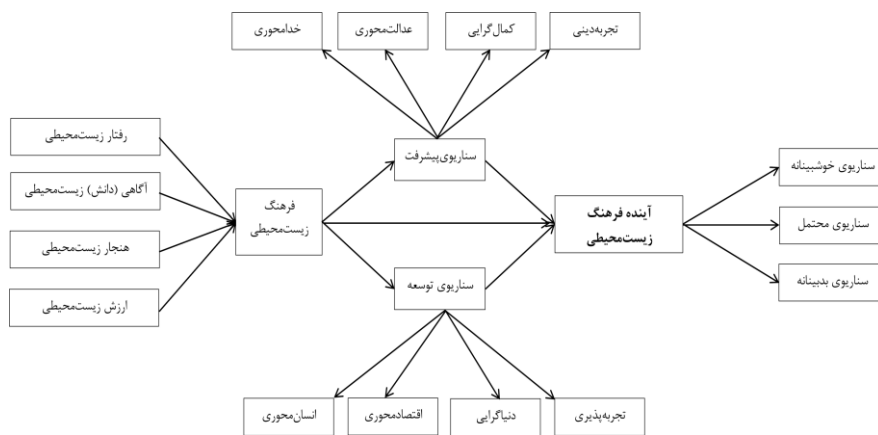 تجربه‌دینی
کمال‌گرایی
عدالت‌محوری
خدامحوری
سناریوی‌پیشرفت
رفتار زیست‌محیطی
آگاهی (دانش) زیست‌محیطی
هنجار زیست‌محیطی
ارزش زیست‌محیطی
فرهنگ
زیست‌محیطی
آینده فرهنگ
زیست‌محیطی
سناریوی خوشبینانه
سناریوی محتمل
سناریوی بدبینانه
سناریوی توسعه
تجربه‌پذیری
دنیاگرایی
اقتصادمحوری
انسان‌محوری